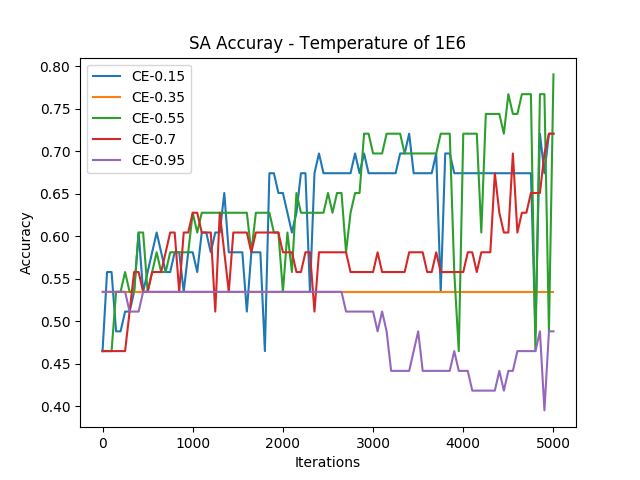 SA Accuray - Temperature of 1E6
CE-0.15
CE-0.35
CE-0.55
CE-0.7
CE-0.95
0.80
0.75
0.70
0.65
0.60
0.55
0.50
0.45
0.40
Accuracy
0 1000 2000 3000 4000 5000
Iterations